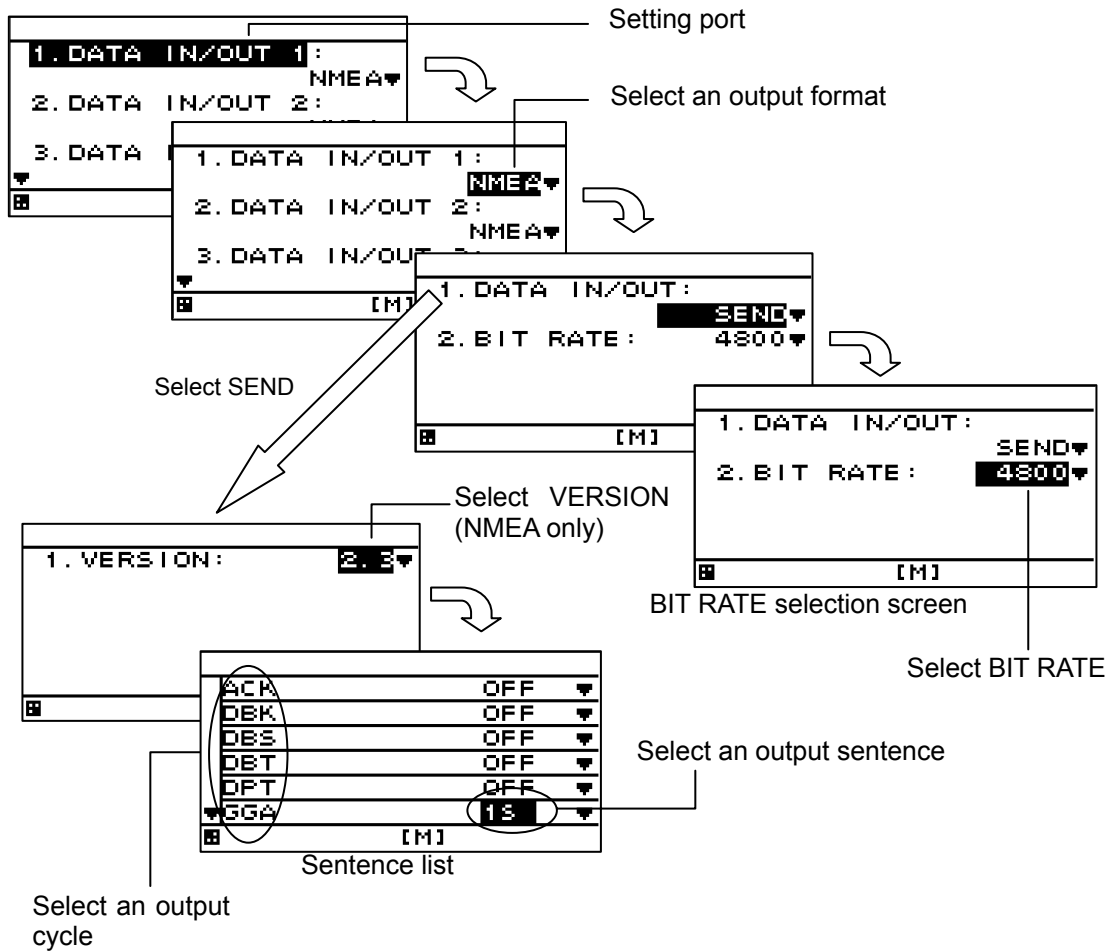 Setting port
1.DATA IN/OUT 1:
NMEA▼
2.DATA IN/OUT 2:
3.DATA
▼
Select an output format
1.DATA IN/OUT 1:
NMEA▼
2.DATA IN/OUT 2:
NMEA▼
3.DATA IN/OUT
▼
[M]
1.DATA IN/OUT:
SEND▼
2.BIT RATE: 4800▼
[M]
Select SEND
1.DATA IN/OUT:
SEND▼
2.BIT RATE: 4800▼
[M]
BIT RATE selection screen
Select BIT RATE
Select VERSION
(NMEA only)
1.VERSION: 2.3▼
ACK OFF ▼
DBK OFF ▼
DBS OFF ▼
DBT OFF ▼
DPT OFF ▼
▼GGA 1S ▼
[M]
Select an output sentence
Sentence list
Select an output
cycle